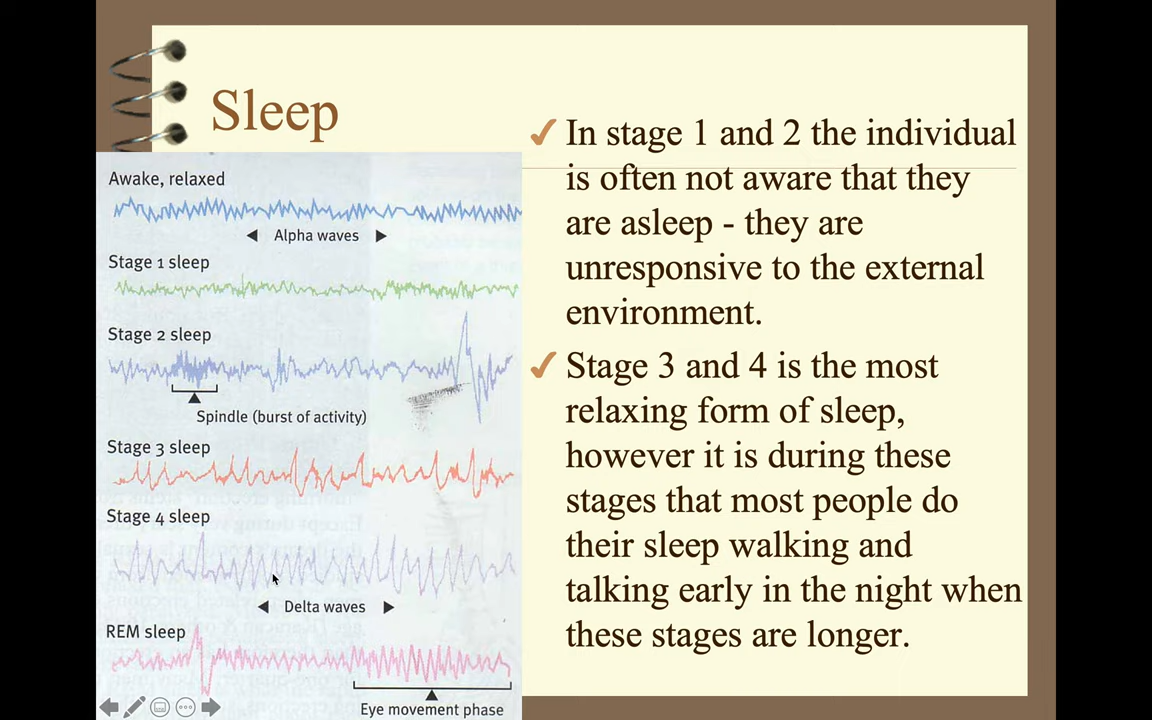 Sleep
Awake, relaxed
Alpha waves
Stage 1 sleep
Stage 2 sleep
Spindle (burst of activity)
Stage 3 sleep
Stage 4 sleep
Delta waves
REM sleep
Eye movement phase
In stage 1 and 2 the individual
is often not aware that they
are asleep - they are
unresponsive to the external
environment.
Stage 3 and 4 is the most
relaxing form of sleep,
however it is during these
stages that most people do
their sleep walking and
talking early in the night when
these stages are longer.